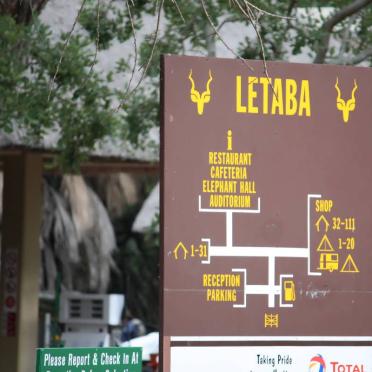 LETABA
i
RESTAURANT
CAFETERIA
ELEPHANT HALL
AUDITORIUM
SHOP
32-111
1-20
1-31
RECEPTION
PARKING
Taking Pride
TOTAL
Please Report & Check In At